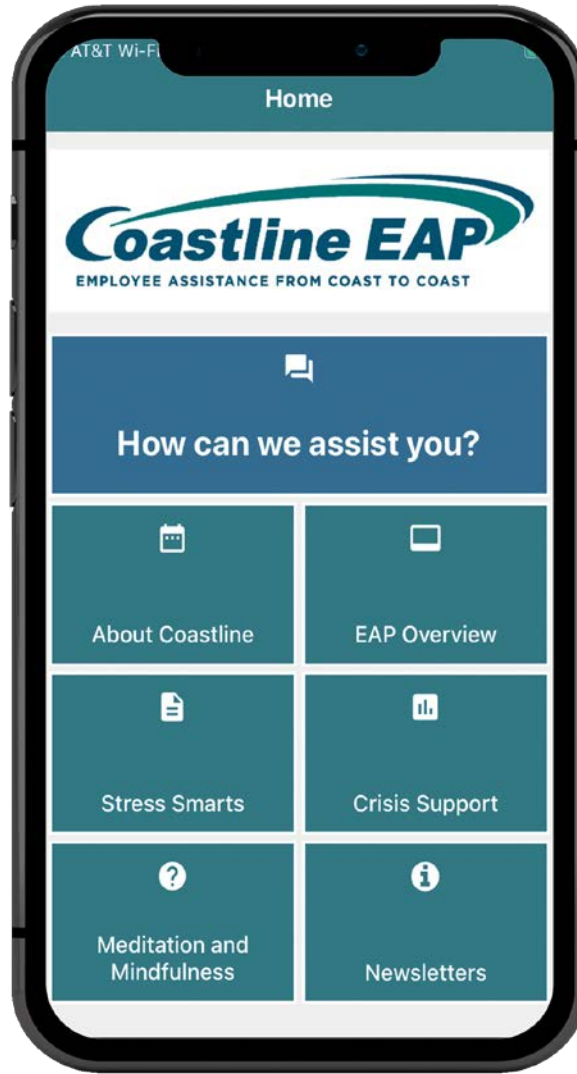 AT&T Wi-Fi
Home
Coastline EAP
EMPLOYEE ASSISTANCE FROM COAST TO COAST
How can we assist you?
About Coastline
EAP Overview
Stress Smarts
Crisis Support
Meditation and
Mindfulness
Newsletters